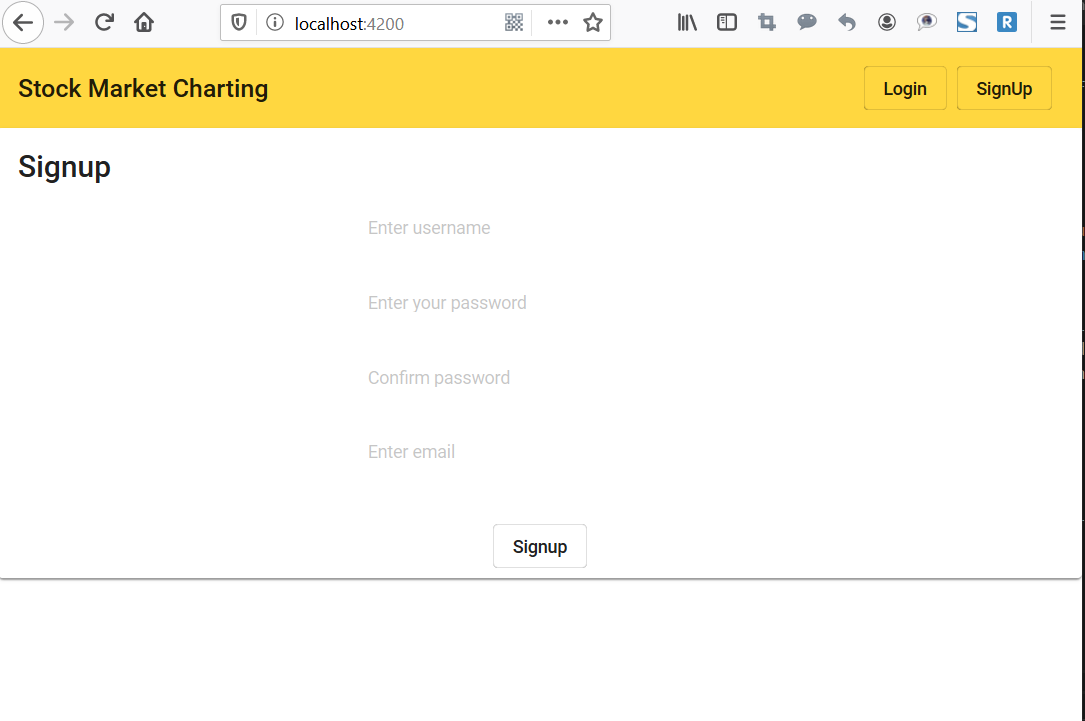 localhost:4200
S
R
Stock Market Charting
Login
SignUp
Signup
Enter username
Enter your password
Confirm password
Enter email
Signup